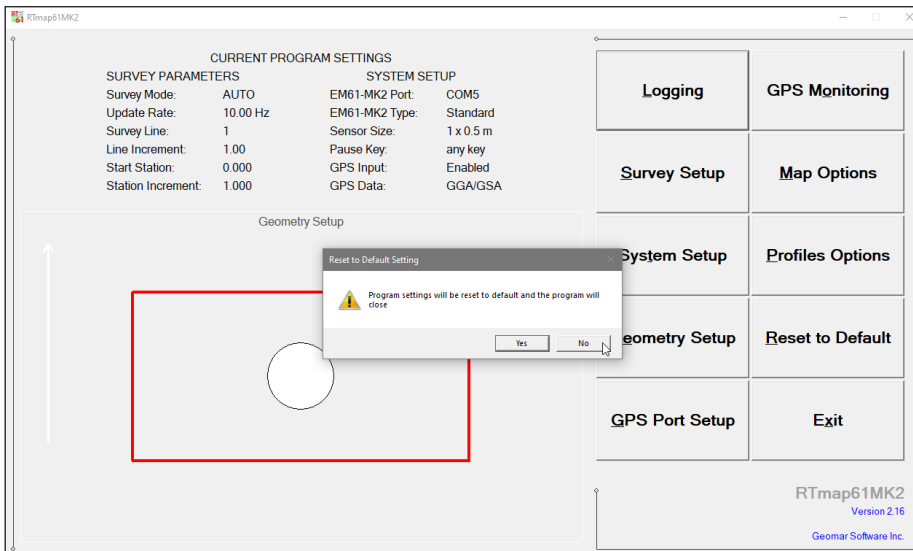 RTmap61MK2
CURRENT PROGRAM SETTINGS
SURVEY PARAMETERS
Survey Mode: AUTO
Update Rate: 10.00 Hz
Survey Line: 1
Line Increment: 1.00
Start Station: 0.000
Station Increment: 1.000
SYSTEM SETUP
EM61-MK2 Port: COM5
EM61-MK2 Type: Standard
Sensor Size: 1 x 0.5 m
Pause Key: any key
GPS Input: Enabled
GPS Data: GGA/GSA
Geometry Setup
Reset to Default Setting
Program settings will be reset to default and the program will
close
Yes
No
Logging
GPS Monitoring
Survey Setup
Map Options
System Setup
Profiles Options
eometry Setup
Reset to Default
GPS Port Setup
Exit
RTmap61MK2
Version 2.16
Geomar Software Inc.